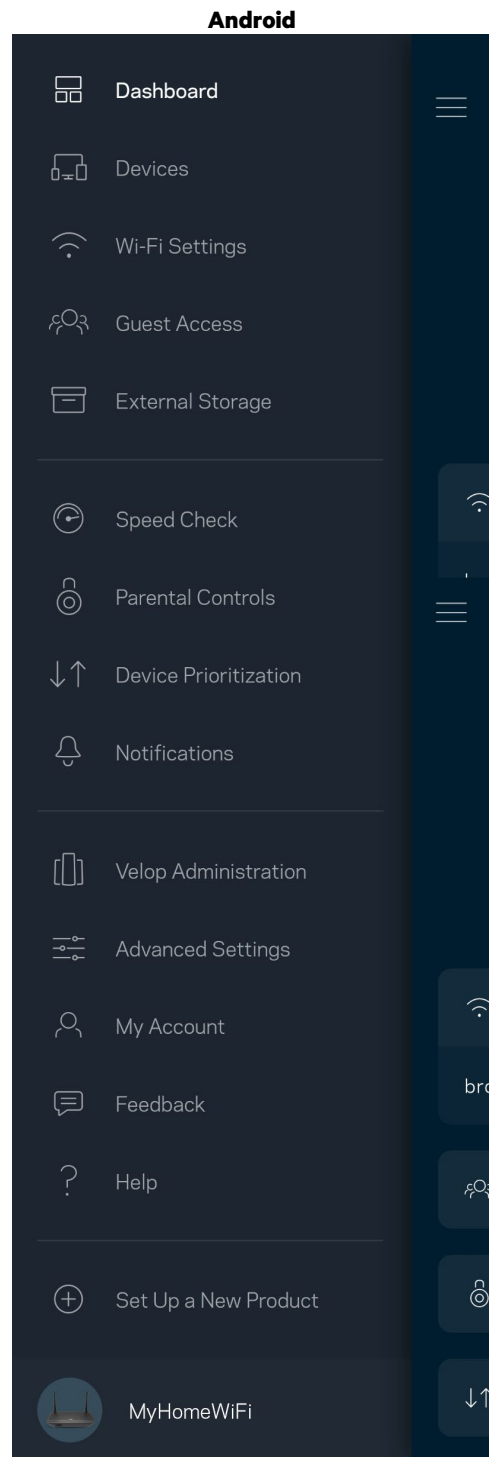 Android
Dashboard
Devices
Wi-Fi Settings
Guest Access
External Storage
Speed Check
Parental Controls
Device Prioritization
Notifications
Velop Administration
Advanced Settings
My Account
bro
Feedback
Help
Set Up a New Product
MyHomeWiFi